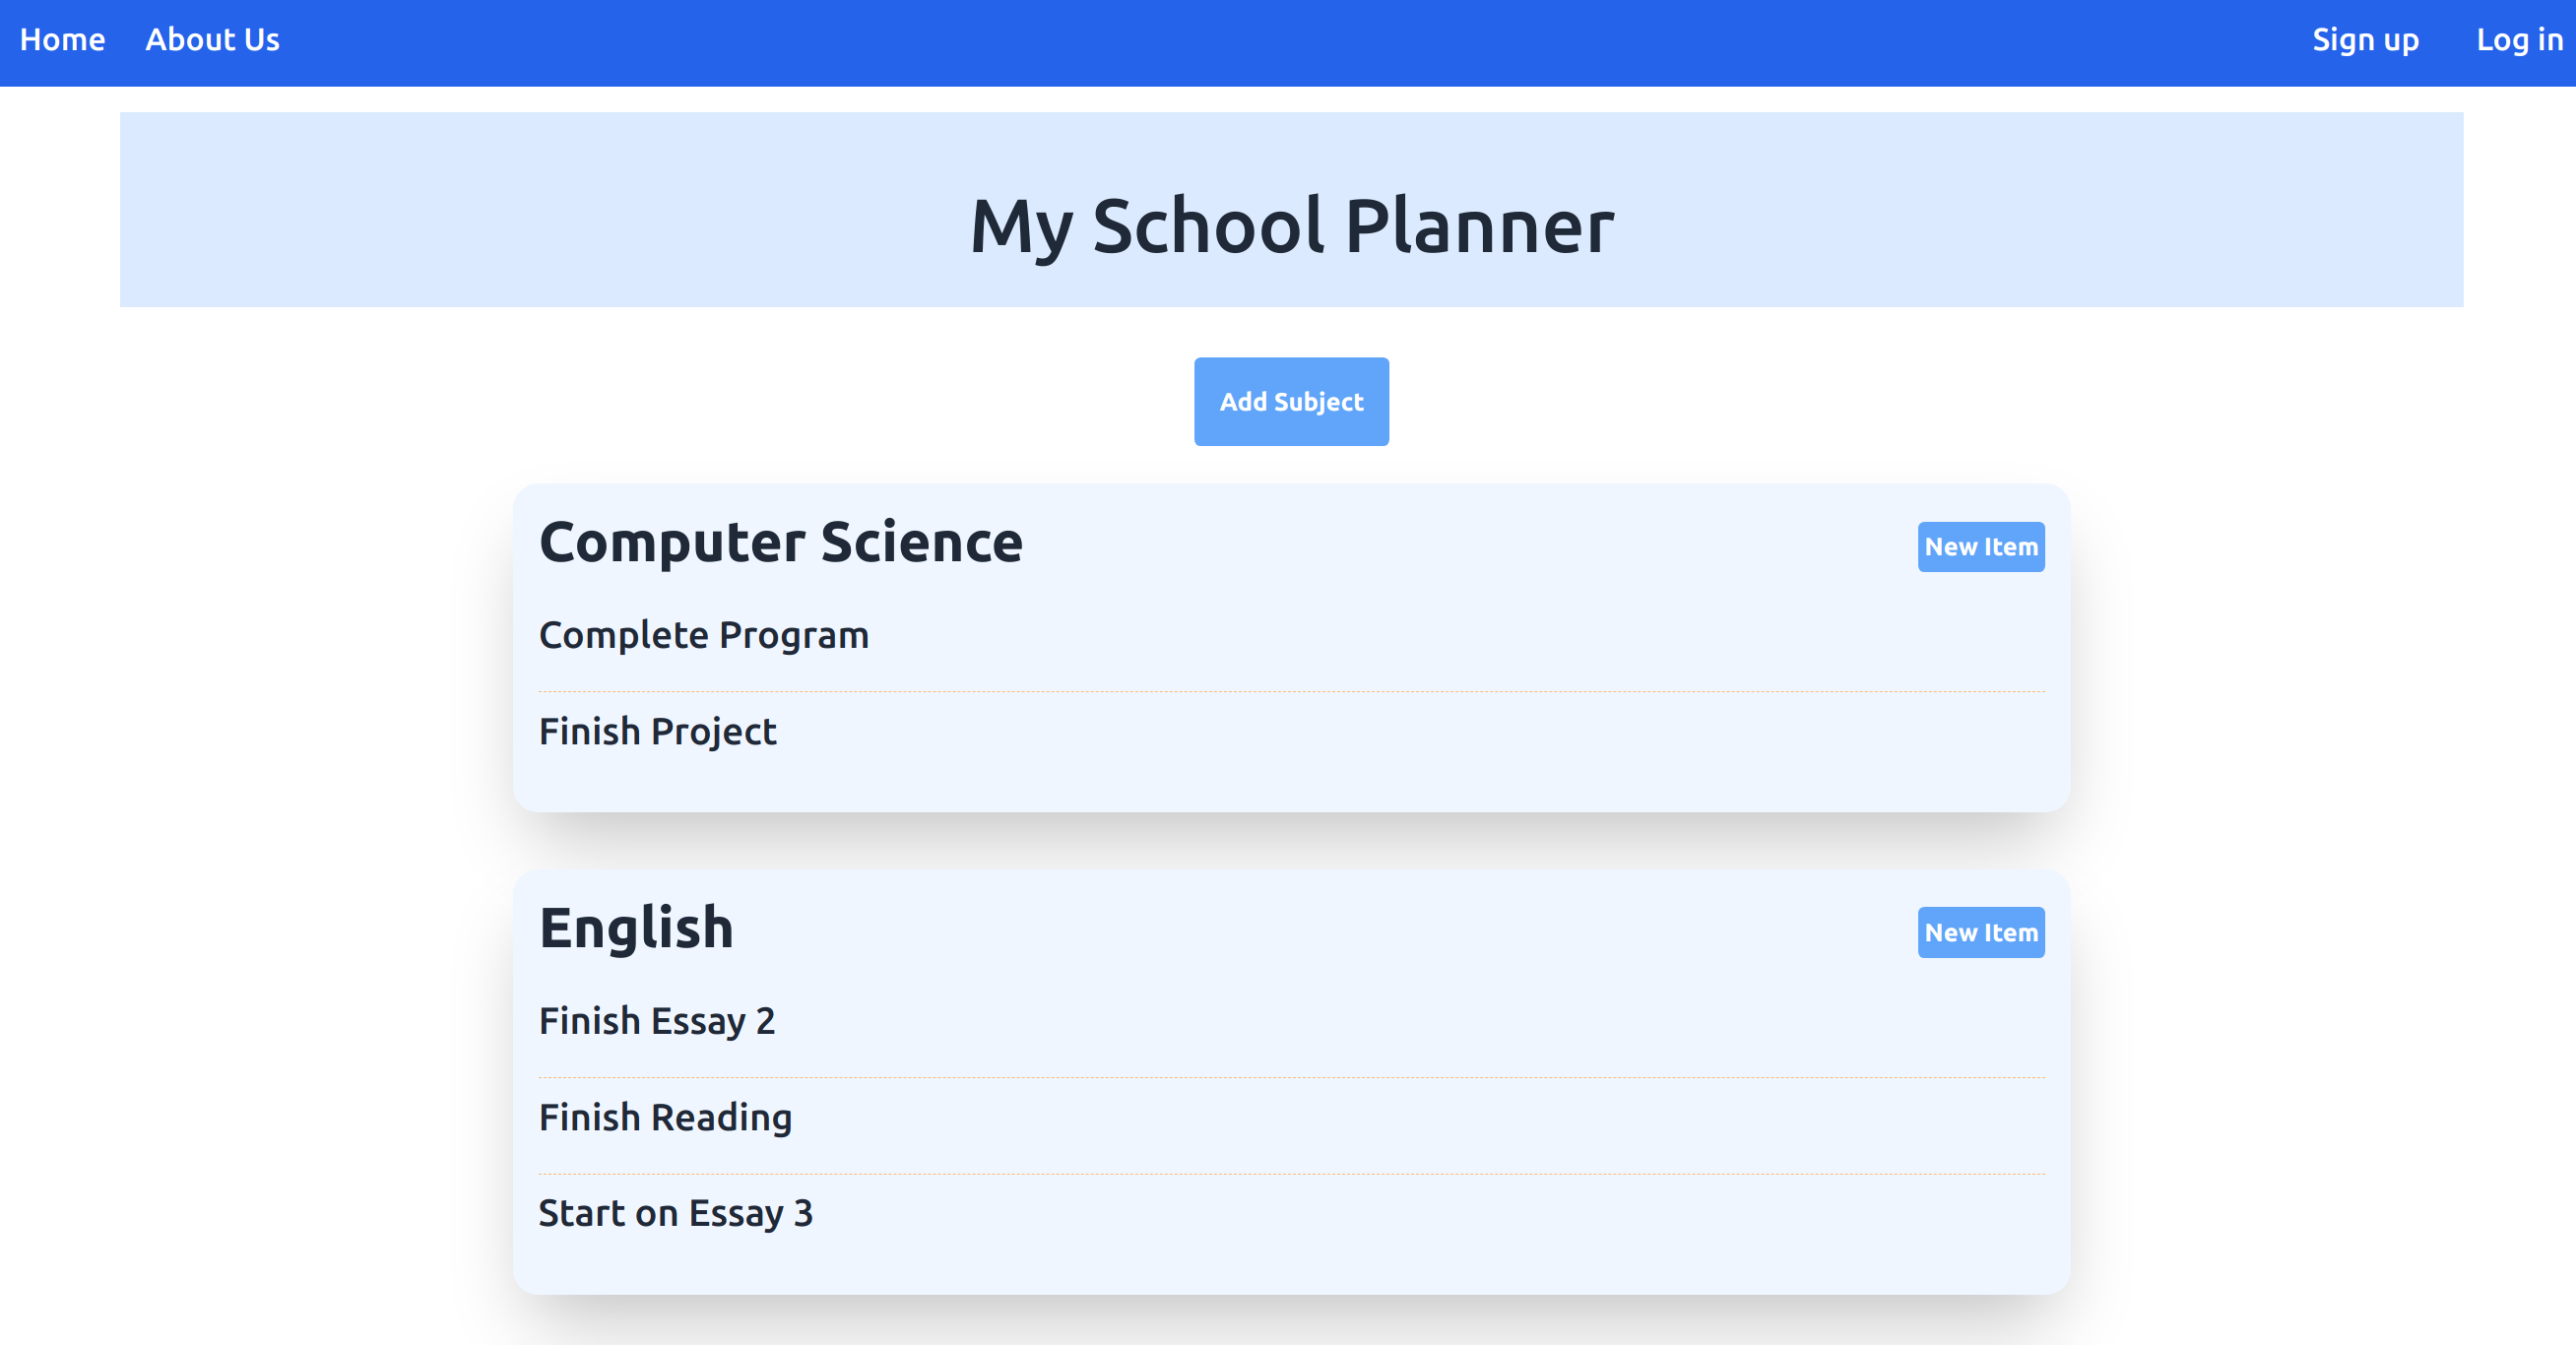 Home About Us Sign up Log in
My School Planner
Add Subject
Computer Science New Item
Complete Program
Finish Project
English New Item
Finish Essay 2
Finish Reading
Start on Essay 3